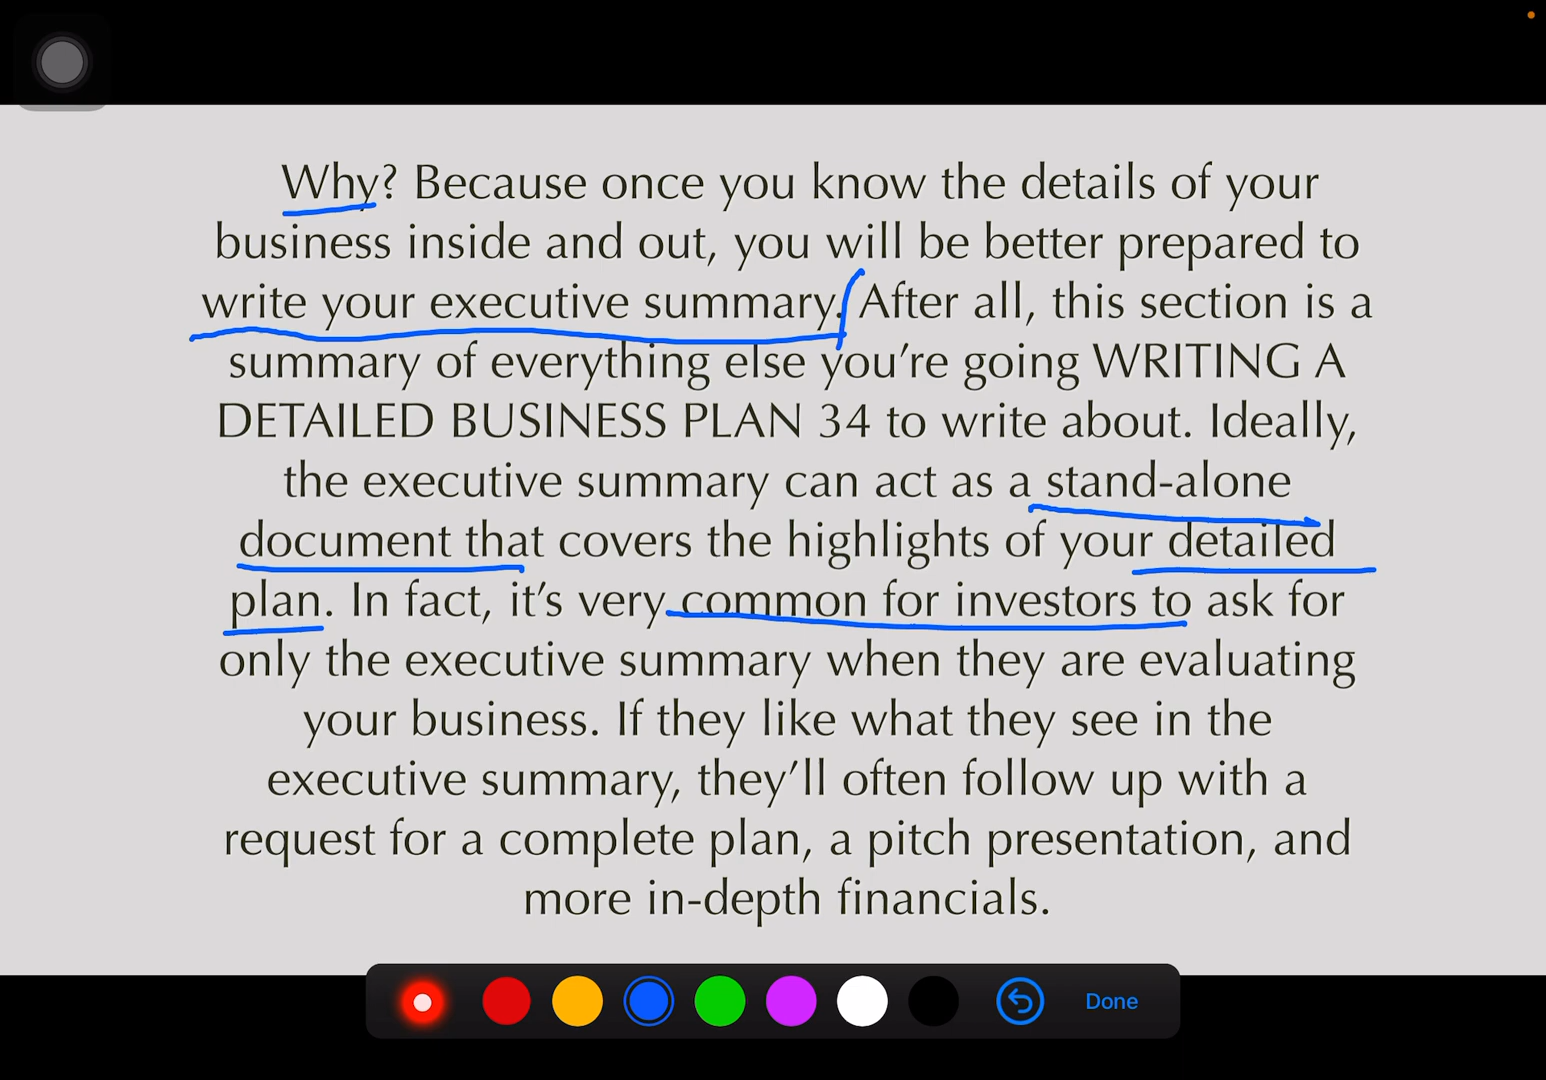 Why? Because once you know the details of your
business inside and out, you will be better prepared to
write your executive summary. After all, this section is a
summary of everything else you’re going WRITING A
DETAILED BUSINESS PLAN 34 to write about. Ideally,
the executive summary can act as a stand-alone
document that covers the highlights of your detailed
plan. In fact, it’s very common for investors to ask for
only the executive summary when they are evaluating
your business. If they like what they see in the
executive summary, they’ll often follow up with a
request for a complete plan, a pitch presentation, and
more in-depth financials.
Done